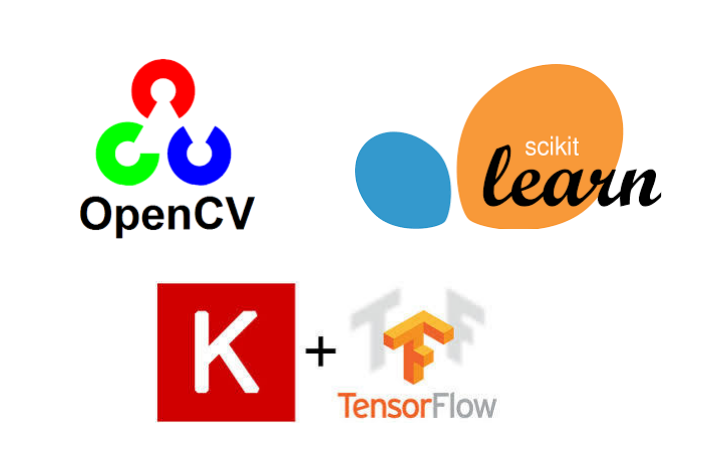 OpenCV
scikit
learn
K + TensorFlow